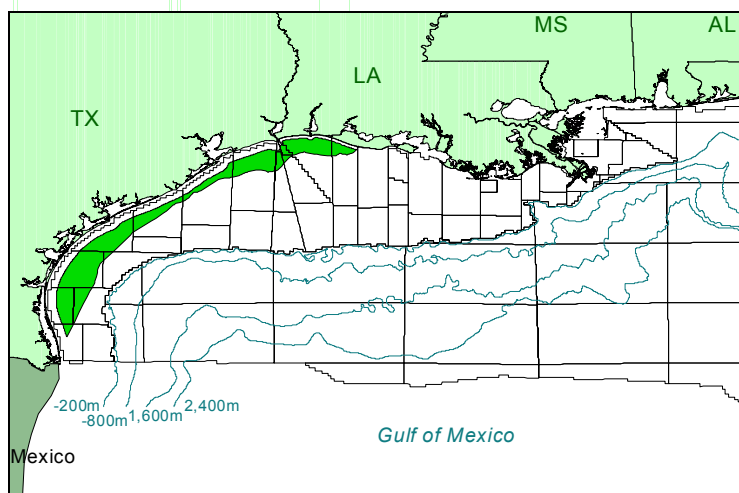 MS
AL
LA
TX
-200m
-800m
1,600m
2,400m
Gulf of Mexico
Mexico